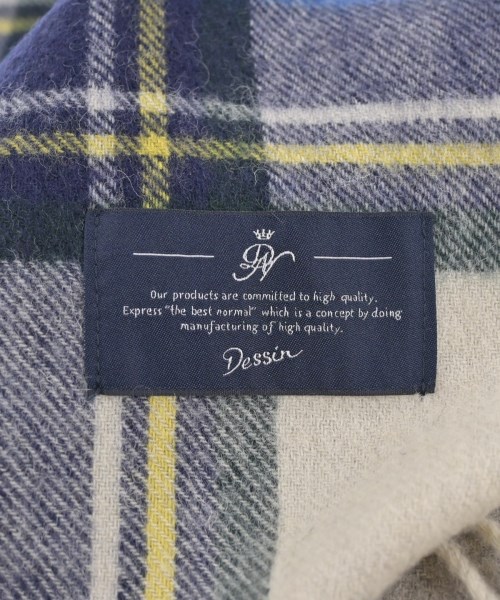 DN
Our products are committed to high quality.
Express "the best normal" which is a concept by doing
manufacturing of high quality.
Dessin